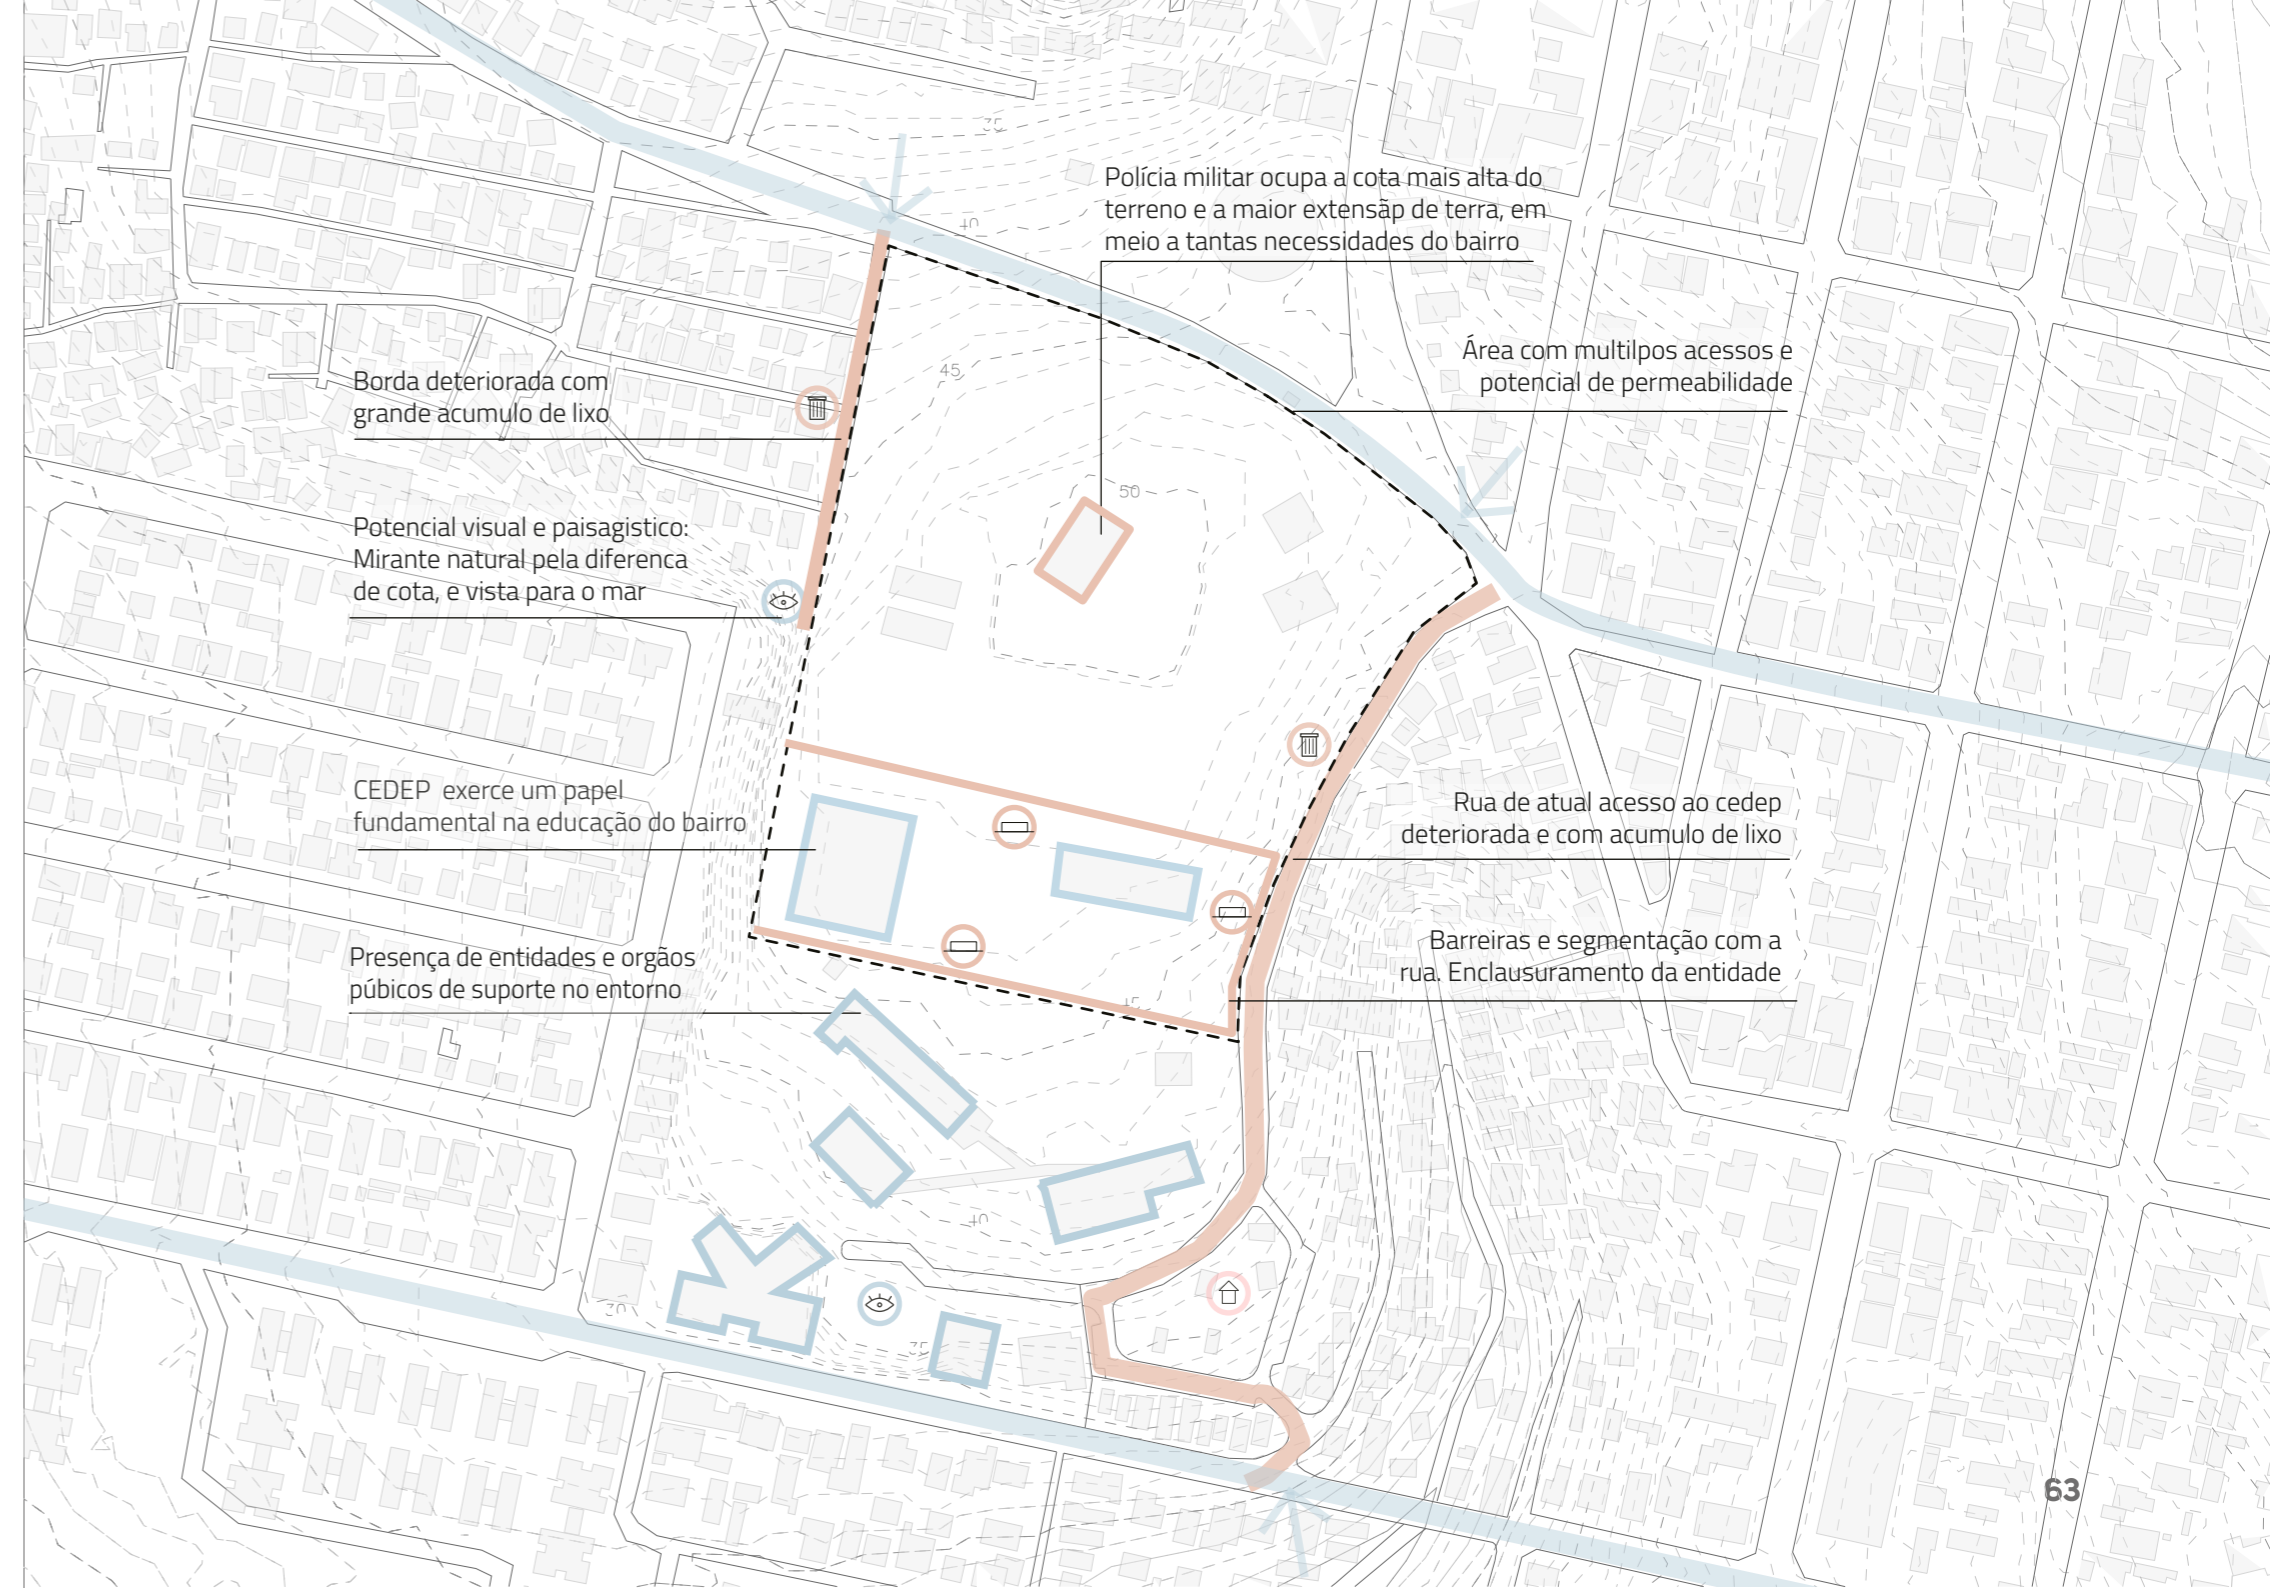 35
40
Polícia militar ocupa a cota mais alta do
terreno e a maior extensãp de terra, em
meio a tantas necessidades do bairro
Área com multilpos acessos e
potencial de permeabilidade
45
Borda deteriorada com
grande acumulo de lixo
50
Potencial visual e paisagistico:
Mirante natural pela diferenca
de cota, e vista para o mar
CEDEP exerce um papel
fundamental na educação do bairro
Rua de atual acesso ao cedep
deteriorada e com acumulo de lixo
Presença de entidades e orgãos
púbicos de suporte no entorno
Barreiras e segmentação com a
rua. Enclausuramento da entidade
45
40
30
35
63